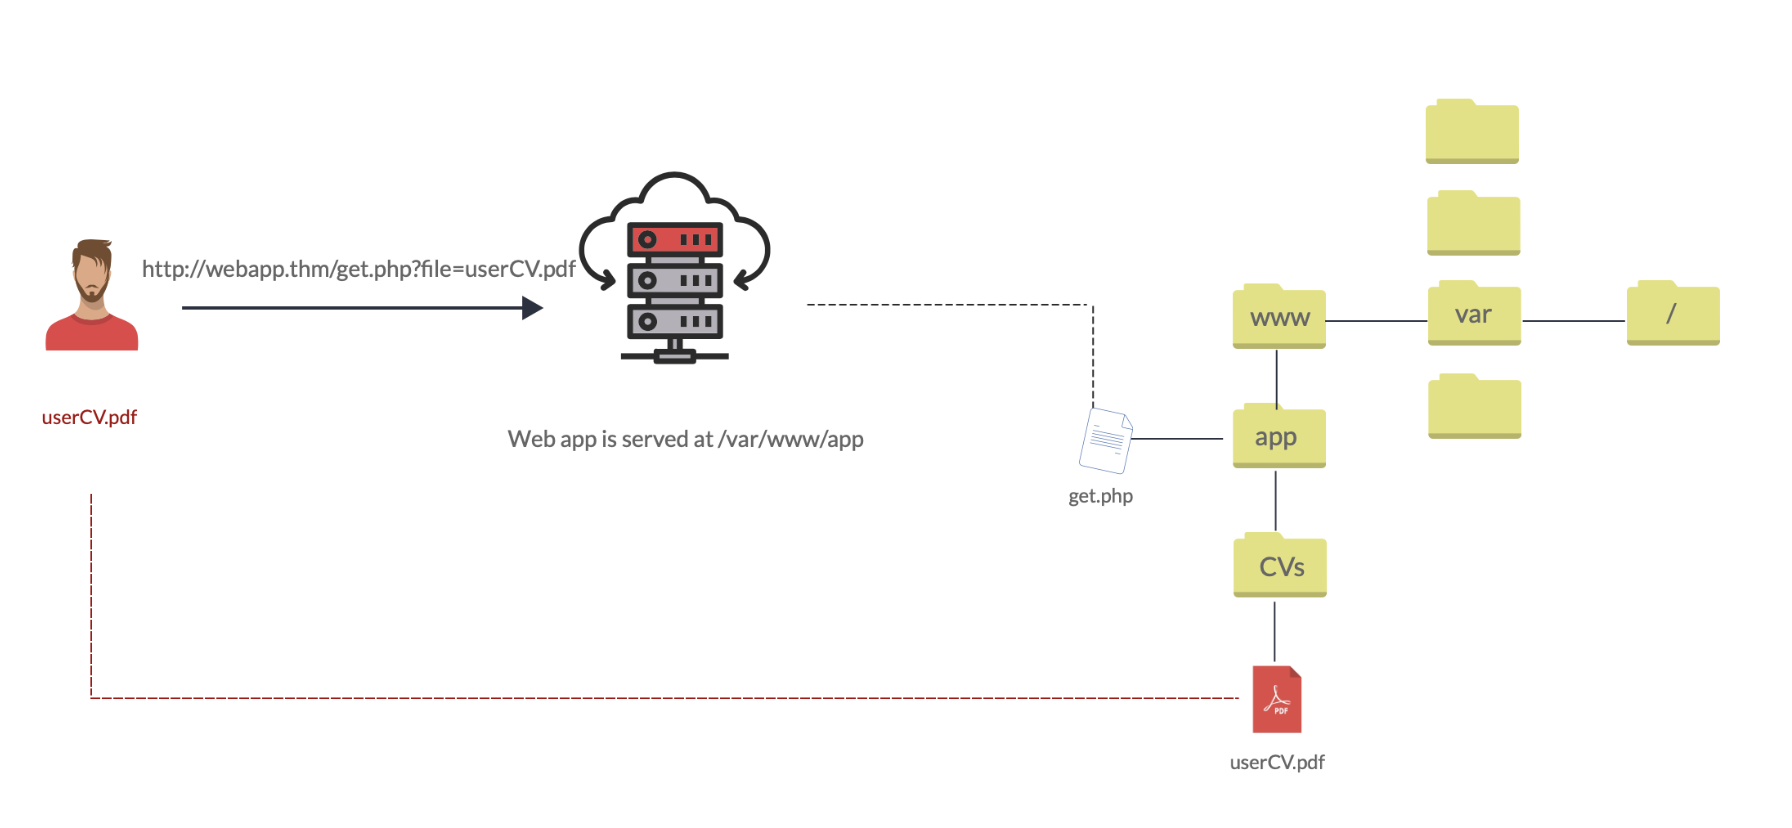 http://webapp.thm/get.php?file=userCV.pdf
userCV.pdf
Web app is served at /var/www/app
get.php
www
var
/
app
CVs
PDF
userCV.pdf